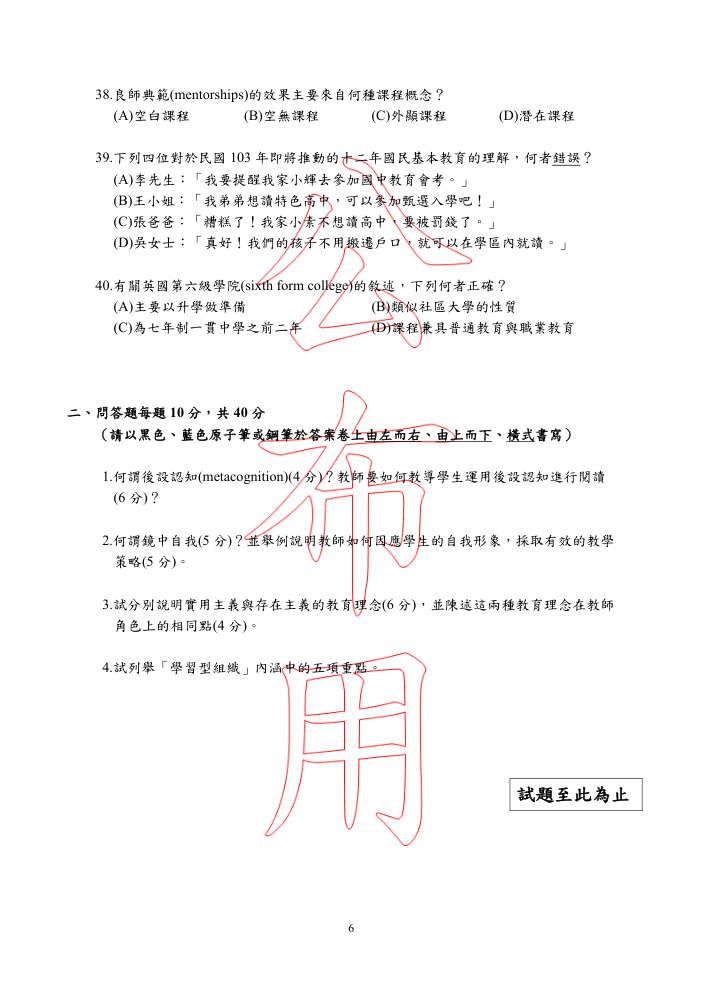 38.良師典範(mentorships)的效果主要來自何種課程概念？
(A)空白課程 (B)空無課程 (C)外顯課程 (D)潛在課程
39.下列四位對於民國 103 年即將推動的十二年國民基本教育的理解，何者錯誤？
(A)李先生：「我要提醒我家小輝去參加國中教育會考。」
(B)王小姐：「我弟弟想讀特色高中，可以參加甄選入學吧！」
(C)張爸爸：「糟糕了！我家小素不想讀高中，要被罰錢了。」
(D)吳女士：「真好！我們的孩子不用搬遷戶口，就可以在學區內就讀。」
40.有關英國第六級學院(sixth form college)的敘述，下列何者正確？
(A)主要以升學做準備 (B)類似社區大學的性質
(C)為七年制一貫中學之前二年 (D)課程兼具普通教育與職業教育
二、問答題每題 10 分，共 40 分
（請以黑色、藍色原子筆或鋼筆於答案卷上由左而右、由上而下、橫式書寫）
1.何謂後設認知(metacognition)(4 分)？教師要如何教導學生運用後設認知進行閱讀
(6 分)？
2.何謂鏡中自我(5 分)？並舉例說明教師如何因應學生的自我形象，採取有效的教學
策略(5 分)。
3.試分別說明實用主義與存在主義的教育理念(6 分)，並陳述這兩種教育理念在教師
角色上的相同點(4 分)。
4.試列舉「學習型組織」內涵中的五項重點。
試題至此為止
6
公布用